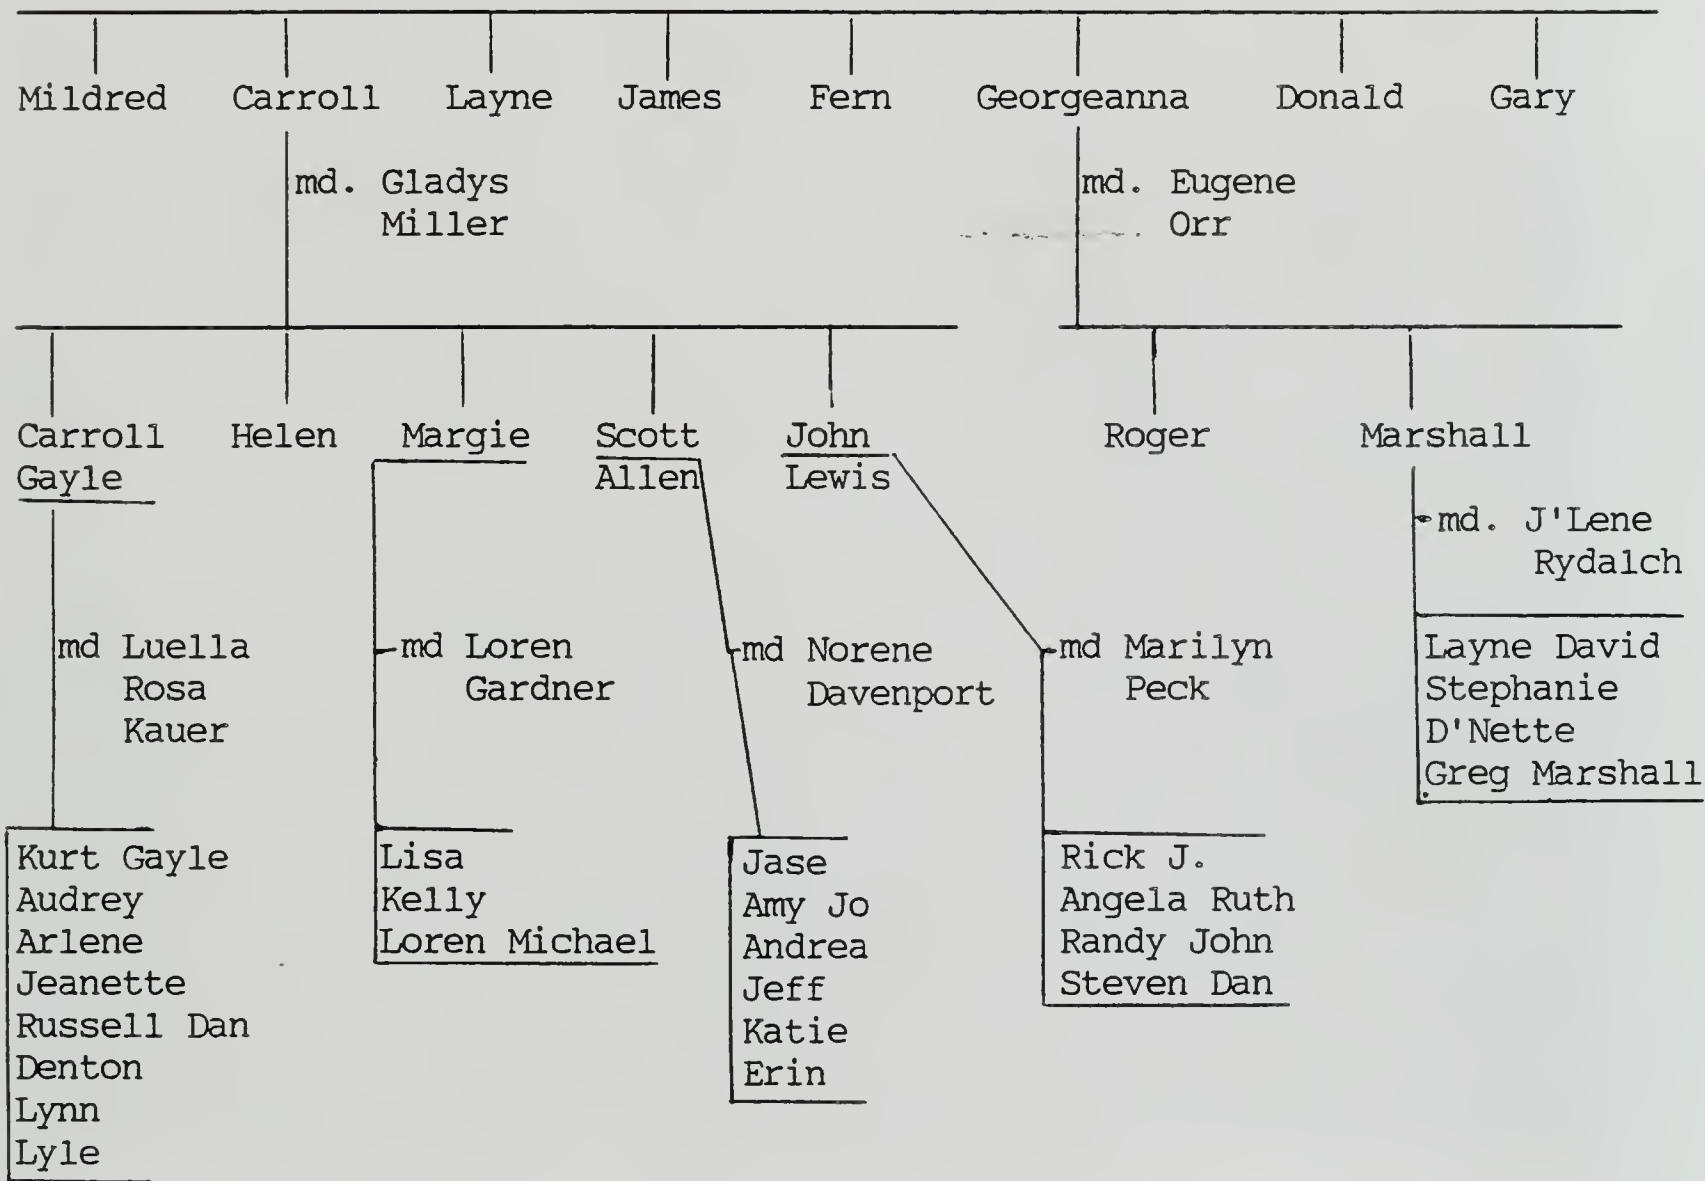 Mildred Carroll Layne James Fern Georgeanna Donald Gary
md. Gladys
Miller
md. Eugene
Orr
Carroll
Gayle
Helen
Margie
Scott
Allen
John
Lewis
Roger
Marshall
md. J'Lene
Rydalch
md Luella
Rosa
Kauer
md Loren
Gardner
md Norene
Davenport
md Marilyn
Peck
Layne David
Stephanie
D'Nette
Greg Marshall
Kurt Gayle
Audrey
Arlene
Jeanette
Russell Dan
Denton
Lynn
Lyle
Lisa
Kelly
Loren Michael
Jase
Amy Jo
Andrea
Jeff
Katie
Erin
Rick J.
Angela Ruth
Randy John
Steven Dan